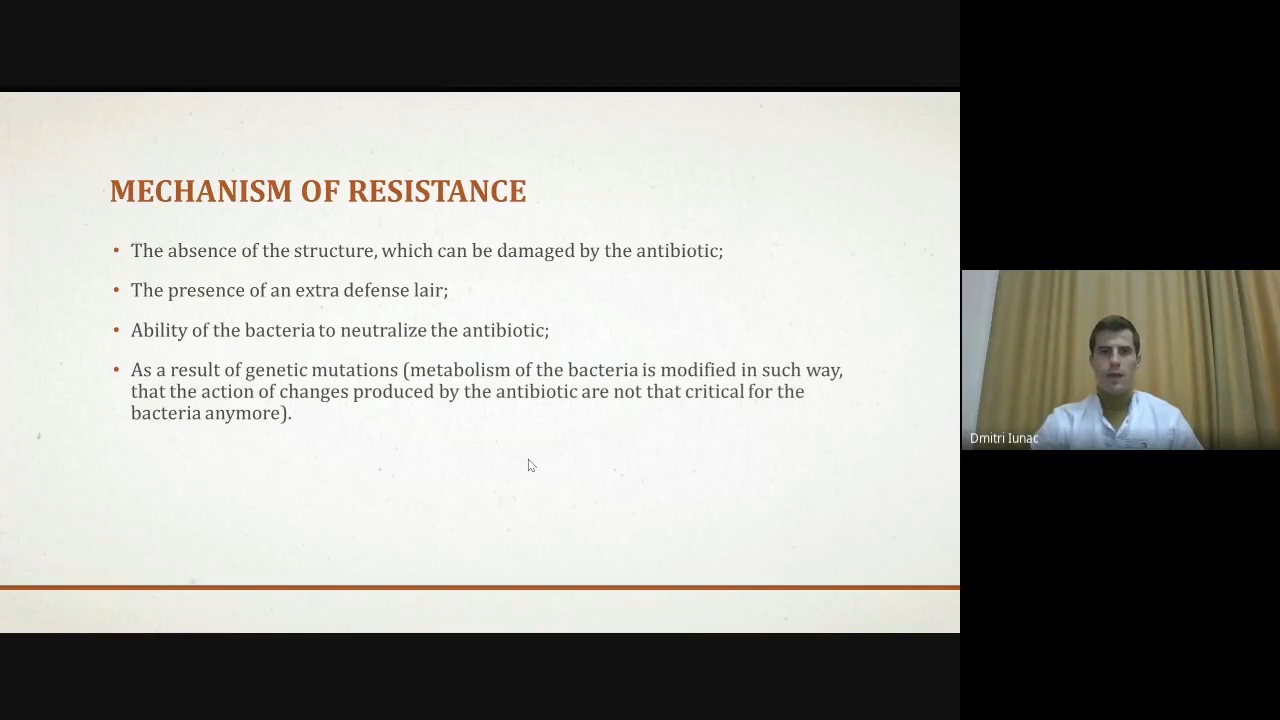 MECHANISM OF RESISTANCE
• The absence of the structure, which can be damaged by the antibiotic;
• The presence of an extra defense lair;
• Ability of the bacteria to neutralize the antibiotic;
• As a result of genetic mutations (metabolism of the bacteria is modified in such way,
that the action of changes produced by the antibiotic are not that critical for the
bacteria anymore).
Dmitri Iunac